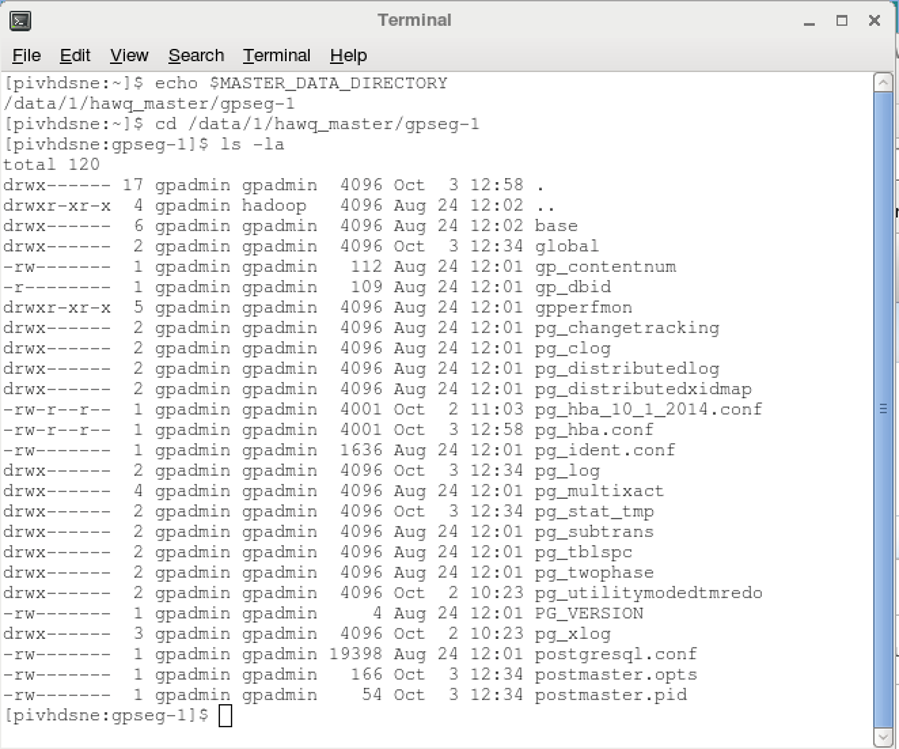 Terminal
File Edit View Search Terminal Help
[pivhdsne:~]$ echo $MASTER_DATA_DIRECTORY
/data/1/hawq_master/gpseg-1
[pivhdsne:~]$ cd /data/1/hawq_master/gpseg-1
[pivhdsne:gpseg-1]$ ls -la
total 120
drwx------ 17 gpadmin gpadmin  4096 Oct  3 12:58 .
drwxr-xr-x  4 gpadmin hadoop   4096 Aug 24 12:02 ..
drwx------  6 gpadmin gpadmin  4096 Aug 24 12:02 base
drwx------  2 gpadmin gpadmin  4096 Oct  3 12:34 global
-rw-------  1 gpadmin gpadmin   112 Aug 24 12:01 gp_contentnum
-r--------  1 gpadmin gpadmin   109 Aug 24 12:01 gp_dbid
drwxr-xr-x  5 gpadmin gpadmin  4096 Aug 24 12:01 gpperfmon
drwx------  2 gpadmin gpadmin  4096 Aug 24 12:01 pg_changetracking
drwx------  2 gpadmin gpadmin  4096 Aug 24 12:01 pg_clog
drwx------  2 gpadmin gpadmin  4096 Aug 24 12:01 pg_distributedlog
drwx------  2 gpadmin gpadmin  4096 Aug 24 12:01 pg_distributedxidmap
-rw-r--r--  1 gpadmin gpadmin  4001 Oct  2 11:03 pg_hba_10_1_2014.conf
-rw-r--r--  1 gpadmin gpadmin  4001 Oct  3 12:58 pg_hba.conf
-rw-------  1 gpadmin gpadmin  1636 Aug 24 12:01 pg_ident.conf
drwx------  2 gpadmin gpadmin  4096 Oct  3 12:34 pg_log
drwx------  4 gpadmin gpadmin  4096 Aug 24 12:01 pg_multixact
drwx------  2 gpadmin gpadmin  4096 Oct  3 12:34 pg_stat_tmp
drwx------  2 gpadmin gpadmin  4096 Aug 24 12:01 pg_subtrans
drwx------  2 gpadmin gpadmin  4096 Aug 24 12:01 pg_tblspc
drwx------  2 gpadmin gpadmin  4096 Aug 24 12:01 pg_twophase
drwx------  2 gpadmin gpadmin  4096 Oct  2 10:23 pg_utilitymodedtmredo
-rw-------  1 gpadmin gpadmin     4 Aug 24 12:01 PG_VERSION
drwx------  3 gpadmin gpadmin  4096 Oct  2 10:23 pg_xlog
-rw-------  1 gpadmin gpadmin 19398 Aug 24 12:01 postgresql.conf
-rw-------  1 gpadmin gpadmin   166 Oct  3 12:34 postmaster.opts
-rw-------  1 gpadmin gpadmin    54 Oct  3 12:34 postmaster.pid
[pivhdsne:gpseg-1]$